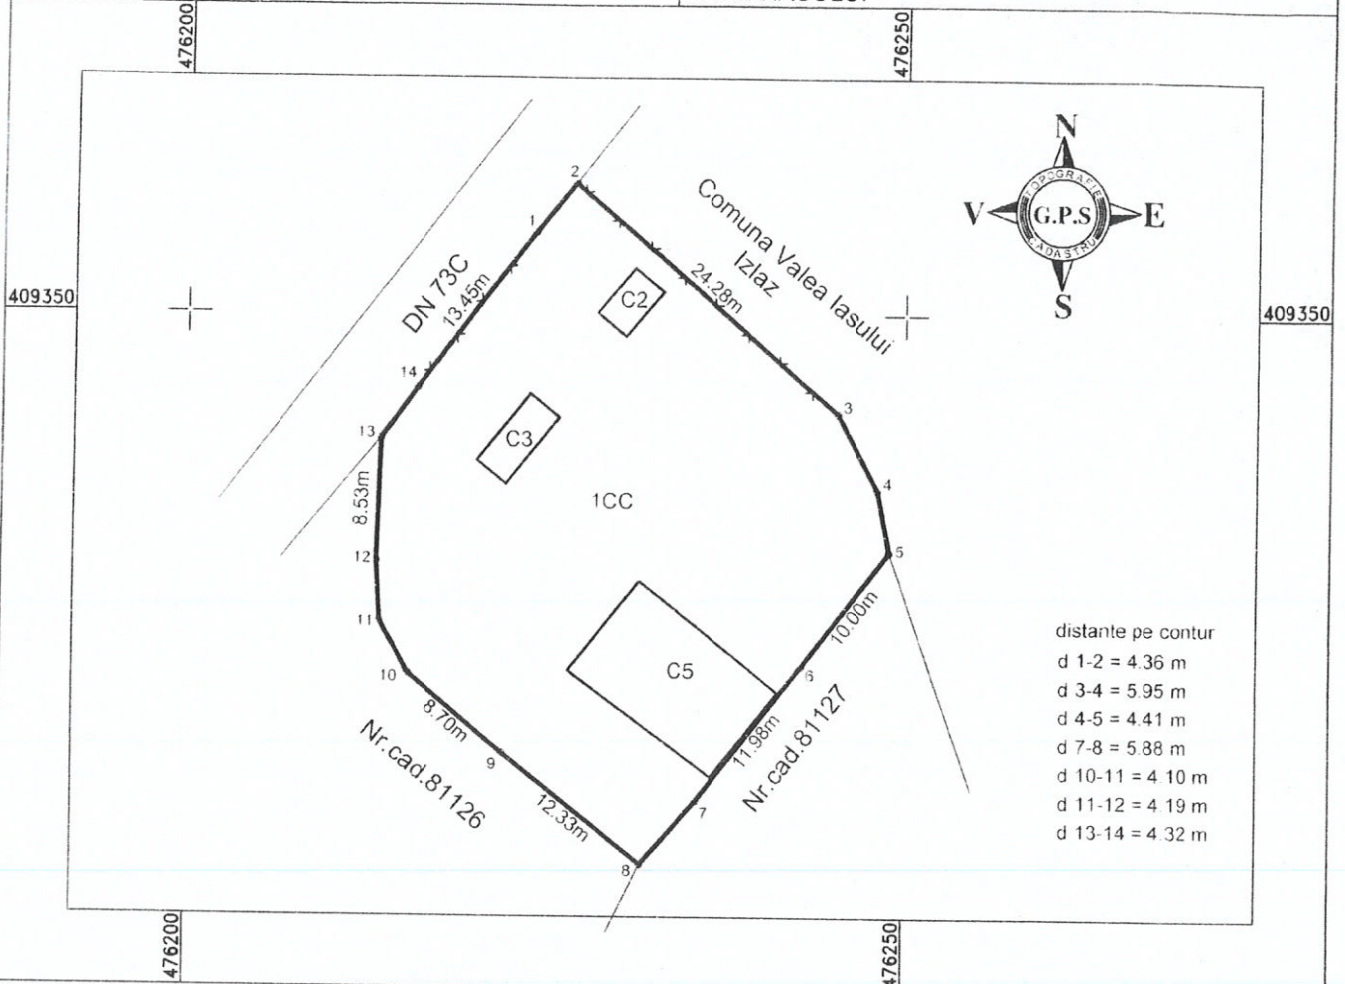 476200
476250
N
V
E
S
TOPOGRAFIE
G.P.S
CADASTRU
409350
409350
2
1
Comuna Valea Iasului
Izlaz
24.28m
DN 73C
13.45m
C2
14
13
3
C3
4
8.53m
1CC
12
5
11
10.00m
10
C5
6
8.70m
Nr.cad.81126
9
11.98m
Nr.cad.81127
12.33m
7
8
distante pe contur
d 1-2 = 4.36 m
d 3-4 = 5.95 m
d 4-5 = 4.41 m
d 7-8 = 5.88 m
d 10-11 = 4.10 m
d 11-12 = 4.19 m
d 13-14 = 4.32 m
476200
476250